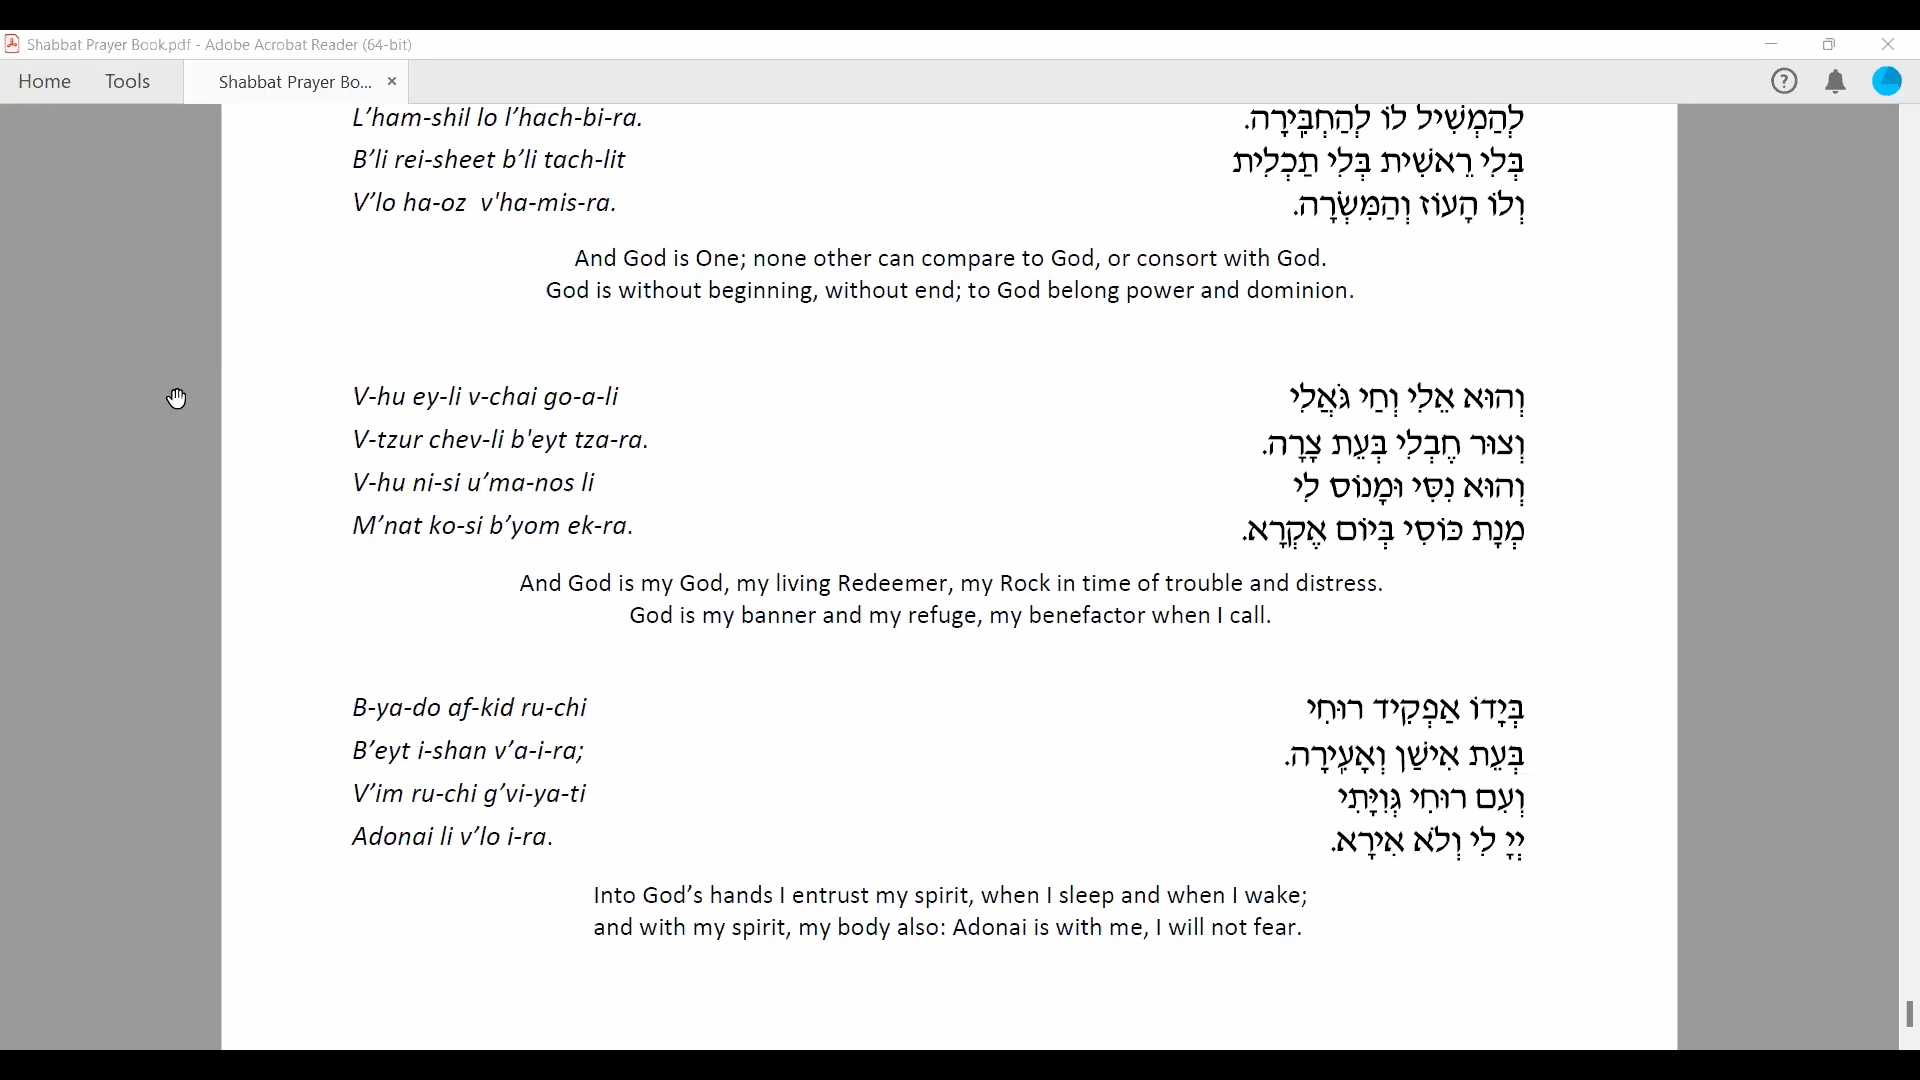 Shabbat Prayer Book.pdf - Adobe Acrobat Reader (64-bit)
Home Tools Shabbat Prayer Bo...
L’ham-shil lo l’hach-bi-ra. לְהַמְשִׁיל לוֹ לְהַחְבִּֽירָה.
B’li rei-sheet b’li tach-lit בְּלִי רֵאשִׁית בְּלִי תַכְלִית
V’lo ha-oz v'ha-mis-ra. וְלוֹ הָעוֹז וְהַמִּשְׂרָה.
And God is One; none other can compare to God, or consort with God.
God is without beginning, without end; to God belong power and dominion.
V-hu ey-li v-chai go-a-li וְהוּא אֵלִי וְחַי גֹּאֲלִי
V-tzur chev-li b'eyt tza-ra. וְצוּר חֶבְלִי בְּעֵת צָרָה.
V-hu ni-si u’ma-nos li וְהוּא נִסִּי וּמָנוֹס לִי
M’nat ko-si b’yom ek-ra. מְנָת כּוֹסִי בְּיוֹם אֶקְרָא.
And God is my God, my living Redeemer, my Rock in time of trouble and distress.
God is my banner and my refuge, my benefactor when I call.
B-ya-do af-kid ru-chi בְּיָדוֹ אַפְקִיד רוּחִי
B’eyt i-shan v’a-i-ra; בְּעֵת אִישַׁן וְאָעִֽירָה.
V’im ru-chi g’vi-ya-ti וְעִם רוּחִי גְּוִיָּתִי
Adonai li v’lo i-ra. יְיָ לִי וְלֹא אִירָא.
Into God’s hands I entrust my spirit, when I sleep and when I wake;
and with my spirit, my body also: Adonai is with me, I will not fear.